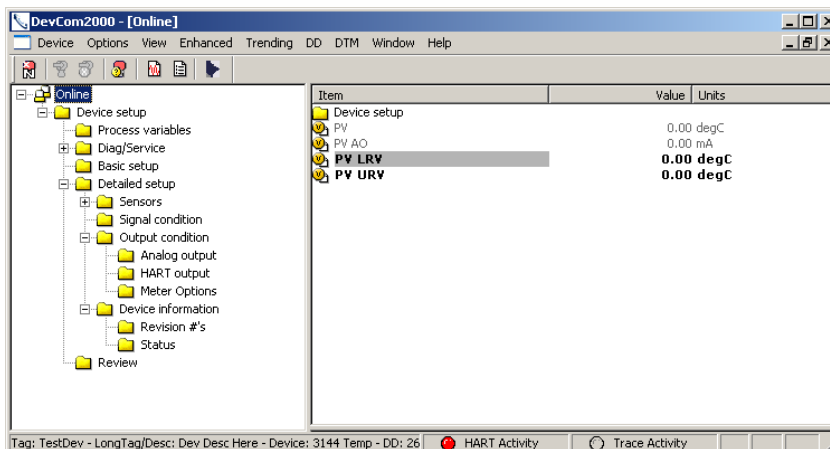 DevCom2000 - [Online]
Device Options View Enhanced Trending DD DTM Window Help
Online
Device setup
Process variables
Diag/Service
Basic setup
Detailed setup
Sensors
Signal condition
Output condition
Analog output
HART output
Meter Options
Device information
Revision #'s
Status
Review
Item Value Units
Device setup
PV 0.00 degC
PV AO 0.00 mA
PV LRV 0.00 degC
PV URV 0.00 degC
Tag: TestDev - LongTag/Desc: Dev Desc Here - Device: 3144 Temp - DD: 26 HART Activity Trace Activity